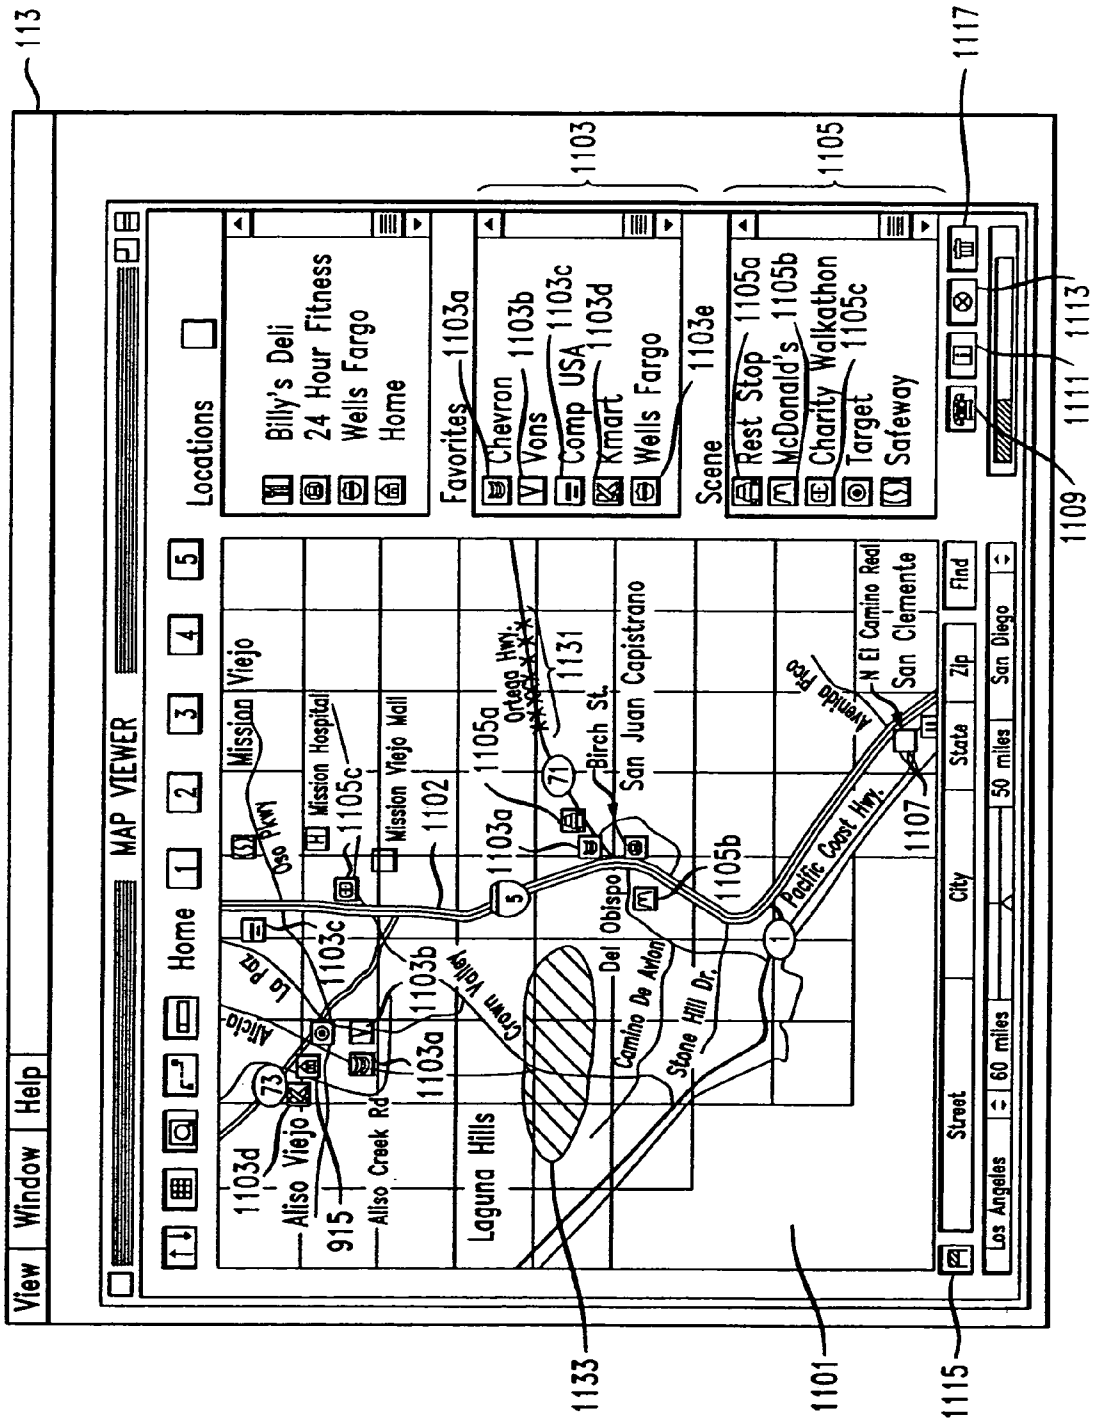 113
View Window Help
MAP VIEWER
Home 1 2 3 4 5
Locations
Billy's Deli
24 Hour Fitness
Wells Fargo
Home
Favorites 1103a
Chevron
Vons 1103b
Comp USA 1103c
Kmart 1103d
Wells Fargo
1103e
1103
Scene
Rest Stop 1105a
McDonald's 1105b
Charity Walkathon
Target 1105c
Safeway
1105
Alicia
La Paz
Oso Pkwy
Mission Viejo
73
1103c
H Mission Hospital
1105c
1103d
Aliso Viejo
V
1103b
Mission Viejo Mall
915
Aliso Creek Rd
1103a
1102
Laguna Hills
Crown Valley
5
1103a
1105a
Ortega Hwy.
71
1131
1133
Del Obispo
Birch St.
Camino De Avion
1105b
San Juan Capistrano
Stone Hill Dr.
1
Pacific Coast Hwy.
Avenida Pico
N El Camino Real
San Clemente
1107
1101
Street City State Zip Find
Los Angeles 60 miles 50 miles San Diego
1115
1109
1111
1113
1117